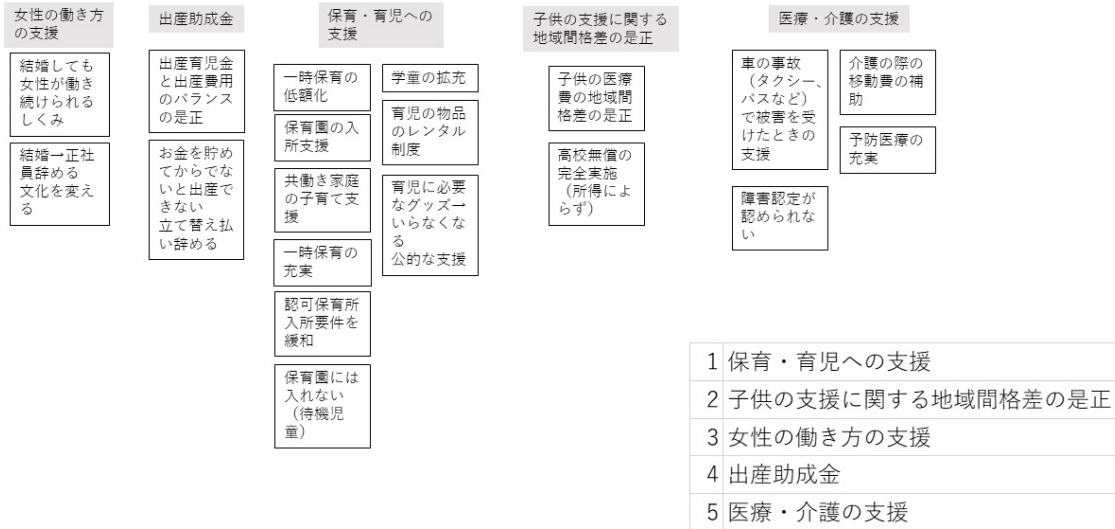 女性の働き方
の支援
結婚しても
女性が働き
続けられる
しくみ
結婚→正社
員辞める
文化を変え
る
出産助成金
出産育児金
と出産費用
のバランス
の是正
お金を貯め
てからでな
いと出産で
きない
立て替え払
い辞める
保育・育児への
支援
一時保育の
低額化
保育園の入
所支援
共働き家庭
の子育て支
援
一時保育の
充実
認可保育所
入所要件を
緩和
保育園には
入れない
（待機児
童）
学童の拡充
育児の物品
のレンタル
制度
育児に必要
なグッズ→
いらなくな
る
公的な支援
子供の支援に関する
地域間格差の是正
子供の医療
費の地域間
格差の是正
高校無償の
完全実施
（所得によ
らず）
医療・介護の支援
車の事故
（タクシー、
バスなど）
で被害を受
けたときの
支援
障害認定が
認められな
い
介護の際の
移動費の補
助
予防医療の
充実
1 保育・育児への支援
2 子供の支援に関する地域間格差の是正
3 女性の働き方の支援
4 出産助成金
5 医療・介護の支援